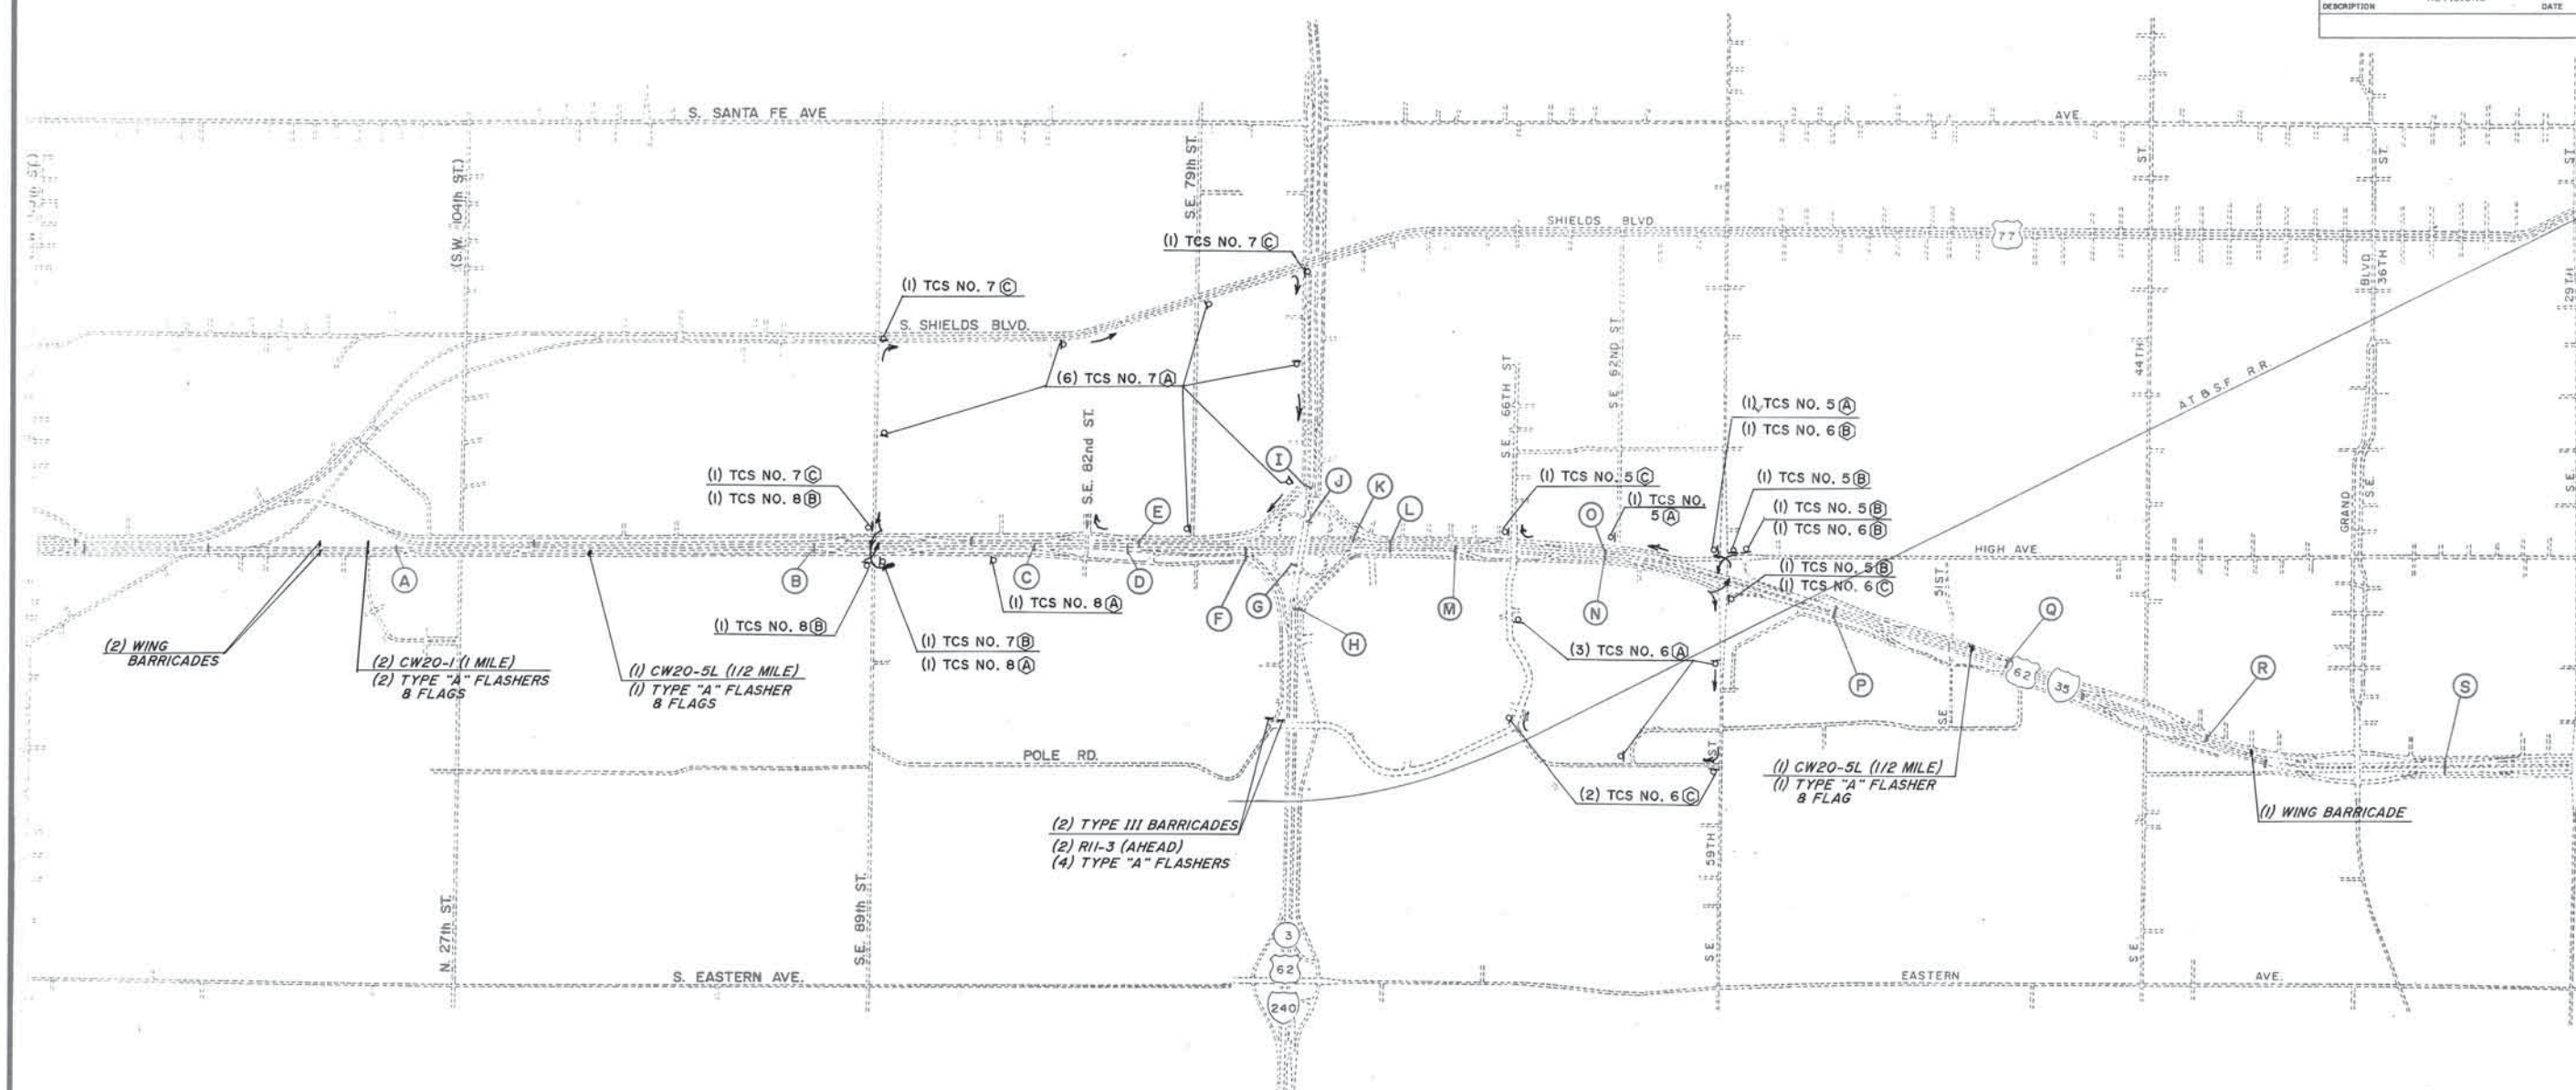 DESCRIPTION
DATE
S. SANTA FE AVE
AVE.
(S.W. 104th ST.)
S.E. 79th ST.
ST.
ST.
ST.
SHIELDS BLVD.
77
(1) TCS NO. 7 C
(1) TCS NO. 7 C
S. SHIELDS BLVD.
BLVD
36TH
29TH
S.E. 62ND ST
44TH
S.E. 66TH ST
AT & SF R.R.
(6) TCS NO. 7 A
S.E. 82nd ST.
(1) TCS NO. 5 A
(1) TCS NO. 6 B
(1) TCS NO. 7 C
(1) TCS NO. 8 B
I
J
K
L
E
(1) TCS NO. 5 C
(1) TCS NO.
5 A
O
(1) TCS NO. 5 B
(1) TCS NO. 5 B
(1) TCS NO. 6 B
GRAND
S.E.
S.E.
HIGH AVE
A
B
C
D
(1) TCS NO. 5 B
(1) TCS NO. 6 C
51ST
(1) TCS NO. 8 A
F
G
H
M
N
Q
(1) TCS NO. 8 B
(1) TCS NO. 7 B
(1) TCS NO. 8 A
(2) WING
BARRICADES
(2) CW20-1 (1 MILE)
(2) TYPE "A" FLASHERS
8 FLAGS
(1) CW20-5L (1/2 MILE)
(1) TYPE "A" FLASHER
8 FLAGS
(3) TCS NO. 6 A
P
62
35
R
S
S.E.
POLE RD.
ST
(1) CW20-5L (1/2 MILE)
(1) TYPE "A" FLASHER
8 FLAG
(2) TCS NO. 6 C
(1) WING BARRICADE
(2) TYPE III BARRICADES
(2) R11-3 (AHEAD)
(4) TYPE "A" FLASHERS
59TH
N. 27th ST.
S.E. 89th ST.
S.E.
S.E.
3
62
240
S. EASTERN AVE.
EASTERN
AVE.